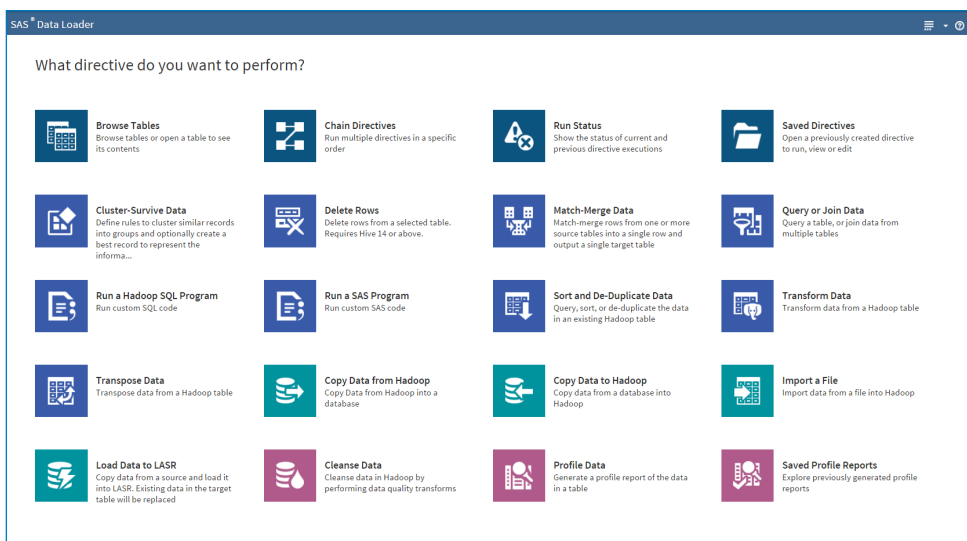 SAS® Data Loader
What directive do you want to perform?
Browse Tables
Browse tables or open a table to see
its contents
Chain Directives
Run multiple directives in a specific
order
Run Status
Show the status of current and
previous directive executions
Saved Directives
Open a previously created directive
to run, view or edit
Cluster-Survive Data
Define rules to cluster similar records
into groups and optionally create a
best record to represent the
informa...
Delete Rows
Delete rows from a selected table.
Requires Hive 14 or above.
Match-Merge Data
Match-merge rows from one or more
source tables into a single row and
output a single target table
Query or Join Data
Query a table, or join data from
multiple tables
Run a Hadoop SQL Program
Run custom SQL code
Run a SAS Program
Run custom SAS code
Sort and De-Duplicate Data
Query, sort, or de-duplicate the data
in an existing Hadoop table
Transform Data
Transform data from a Hadoop table
Transpose Data
Transpose data from a Hadoop table
Copy Data from Hadoop
Copy Data from Hadoop into a
database
Copy Data to Hadoop
Copy data from a database into
Hadoop
Import a File
Import data from a file into Hadoop
Load Data to LASR
Copy data from a source and load it
into LASR. Existing data in the target
table will be replaced
Cleanse Data
Cleanse data in Hadoop by
performing data quality transforms
Profile Data
Generate a profile report of the data
in a table
Saved Profile Reports
Explore previously generated profile
reports